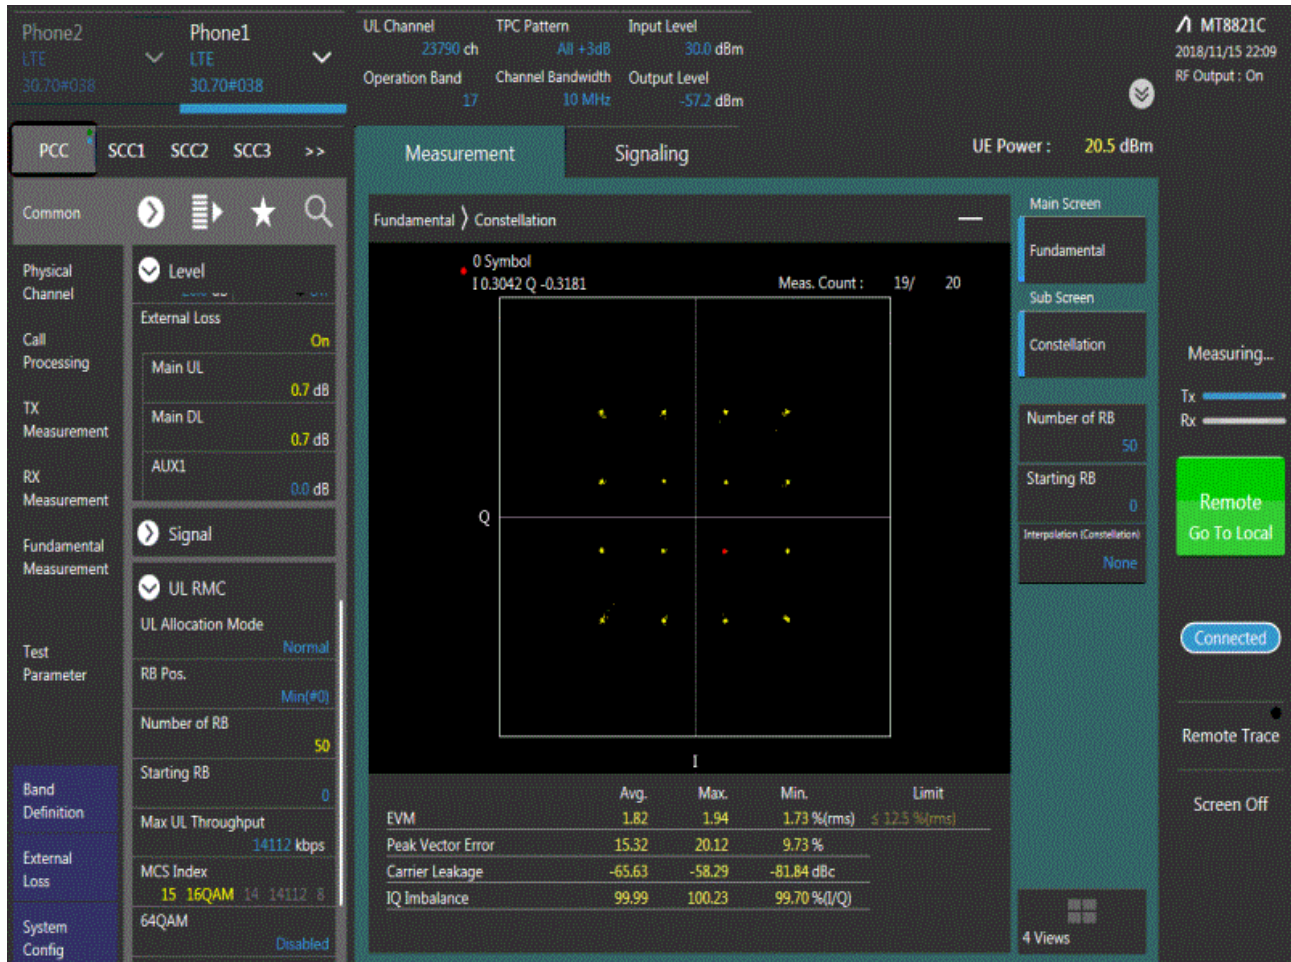 Phone2
LTE
30.70#038
Phone1
LTE
30.70#038
UL Channel
23790 ch
TPC Pattern
All +3dB
Input Level
30.0 dBm
Operation Band
17
Channel Bandwidth
10 MHz
Output Level
-57.2 dBm
MT8821C
2018/11/15 22:09
RF Output : On
PCC SCC1 SCC2 SCC3 >>
Measurement
Signaling
UE Power : 20.5 dBm
Common
Physical
Channel
Call
Processing
TX
Measurement
RX
Measurement
Fundamental
Measurement
Test
Parameter
Band
Definition
External
Loss
System
Config
Level
External Loss
On
Main UL
0.7 dB
Main DL
0.7 dB
AUX1
0.0 dB
Signal
UL RMC
UL Allocation Mode
Normal
RB Pos.
Min(#0)
Number of RB
50
Starting RB
0
Max UL Throughput
14112 kbps
MCS Index
15 16QAM 14 14112 8
64QAM
Disabled
Fundamental 〉 Constellation
0 Symbol
I 0.3042 Q -0.3181
Meas. Count : 19/ 20
Q
I
Avg. Max. Min. Limit
EVM 1.82 1.94 1.73 %(rms) ≤ 12.5 %(rms)
Peak Vector Error 15.32 20.12 9.73 %
Carrier Leakage -65.63 -58.29 -81.84 dBc
IQ Imbalance 99.99 100.23 99.70 %(I/Q)
Main Screen
Fundamental
Sub Screen
Constellation
Number of RB
50
Starting RB
0
Interpolation (Constellation)
None
4 Views
Measuring...
Tx
Rx
Remote
Go To Local
Connected
Remote Trace
Screen Off